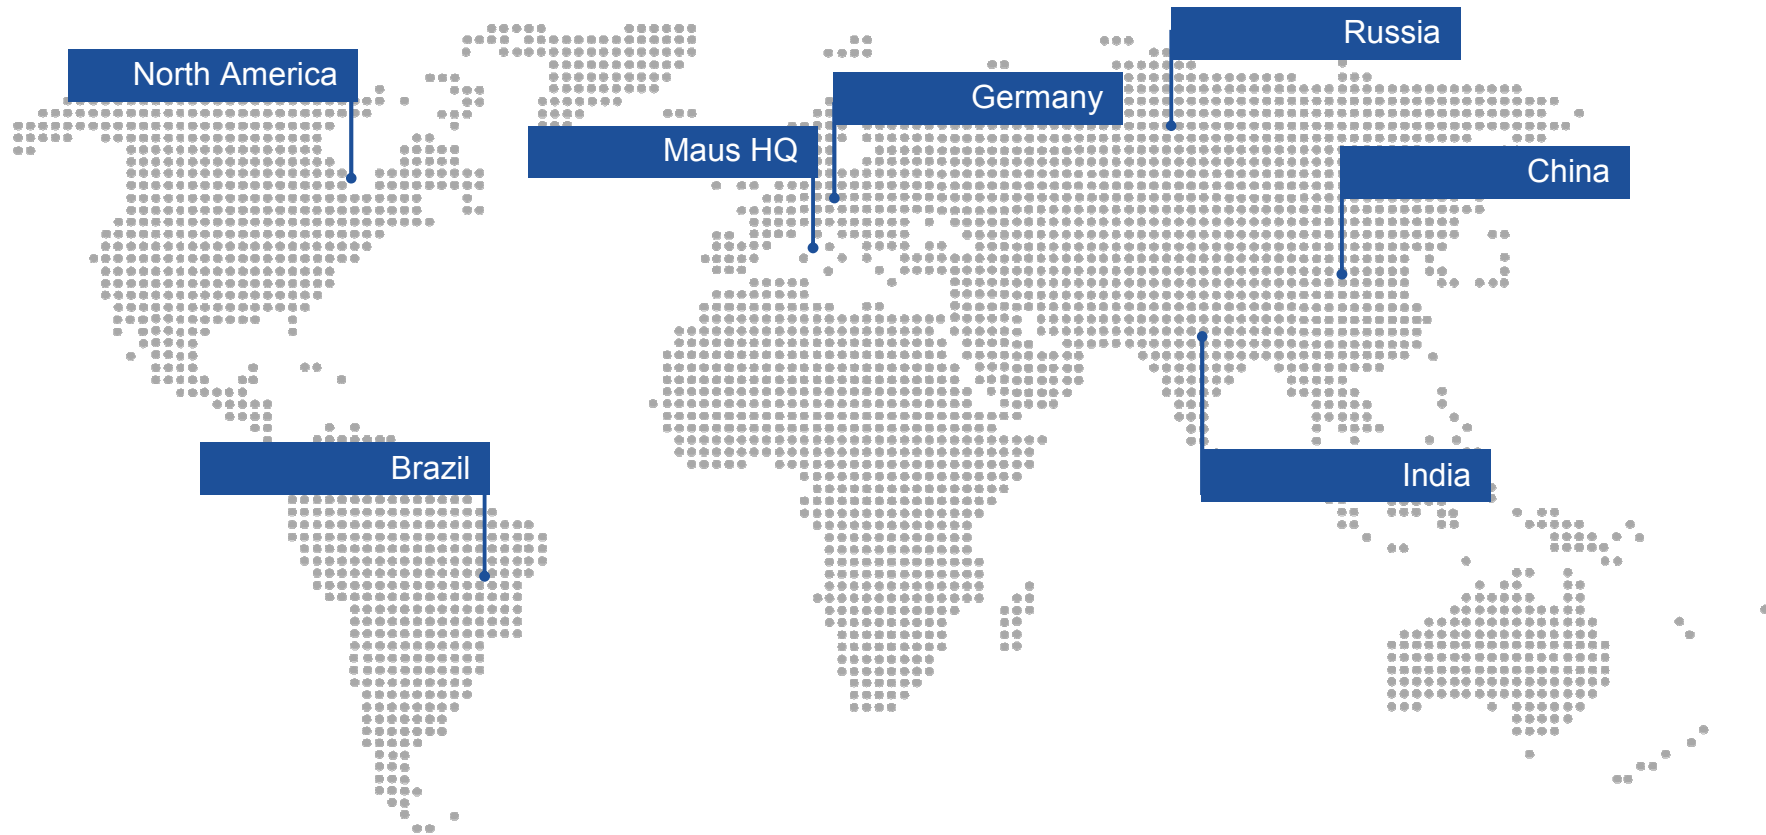 Russia
North America
Germany
Maus HQ
China
Brazil
India